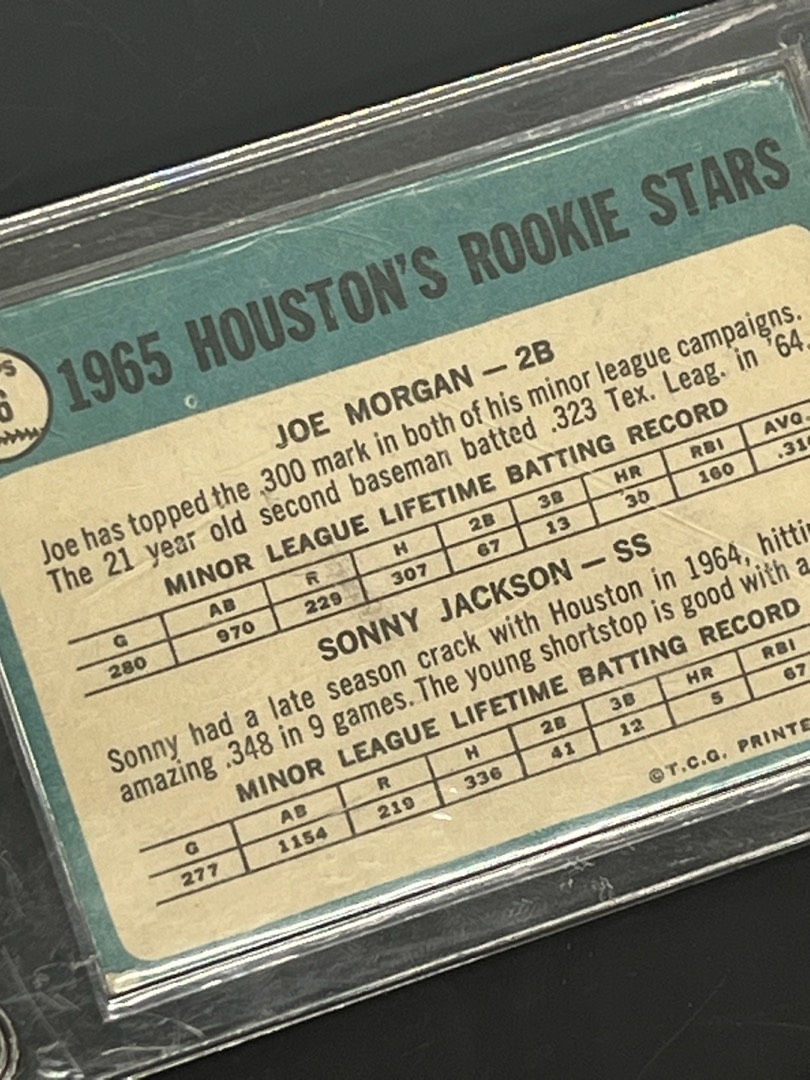 1965 HOUSTON'S ROOKIE STARS
JOE MORGAN — 2B
Joe has topped the .300 mark in both of his minor league campaigns.
The 21 year old second baseman batted .323 Tex. Leag. in '64.
MINOR LEAGUE LIFETIME BATTING RECORD
G AB R H 2B 3B HR RBI AVG.
280 970 229 307 67 13 30 160
SONNY JACKSON — SS
Sonny had a late season crack with Houston in 1964,
amazing .348 in 9 games. The young shortstop is good with a
MINOR LEAGUE LIFETIME BATTING RECORD
G AB R H 2B 3B HR RBI
277 1154 219 336 41 12 5 67
©T.C.G.